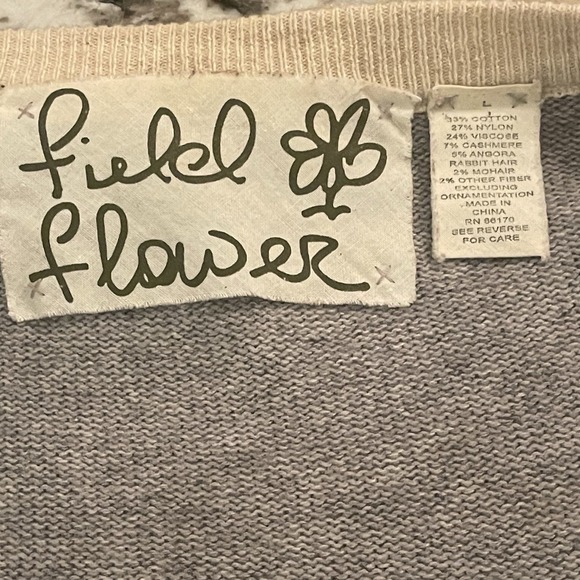 field
flower
L
33% COTTON
27% NYLON
24% VISCOSE
7% CASHMERE
5% ANGORA
RABBIT HAIR
2% MOHAIR
2% OTHER FIBER
EXCLUDING
ORNAMENTATION
MADE IN
CHINA
RN 66170
SEE REVERSE
FOR CARE